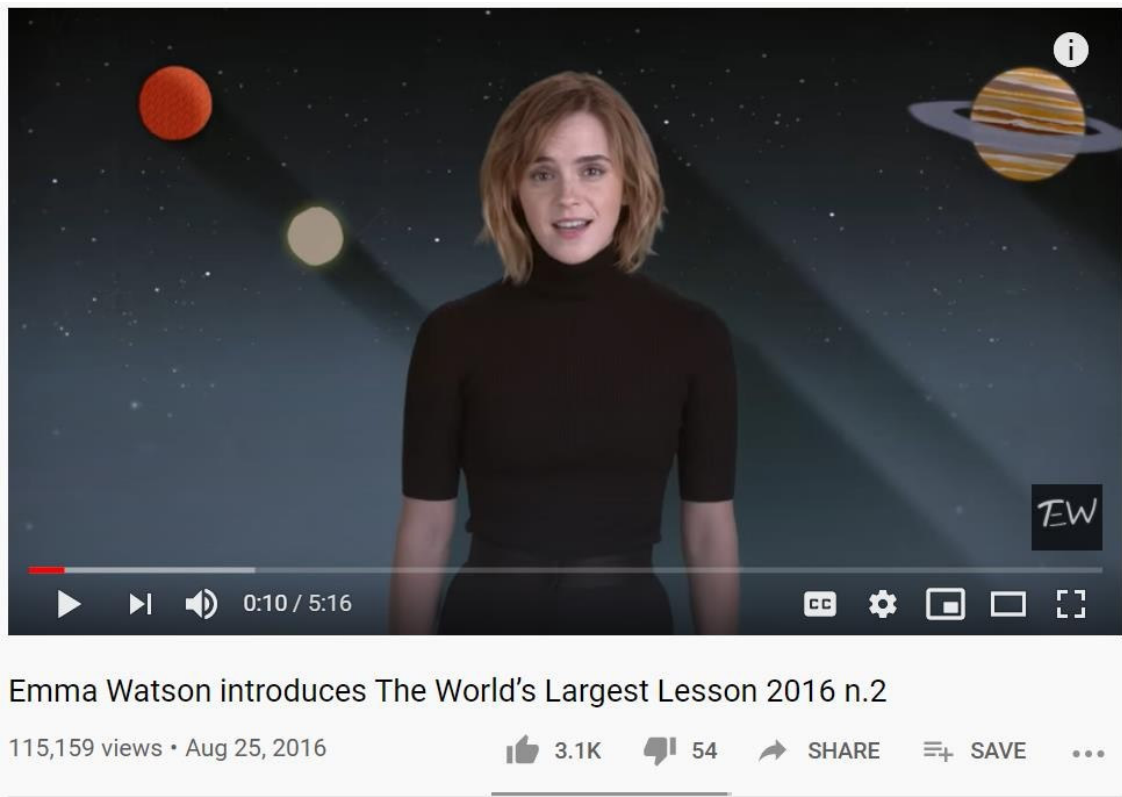 i
TEW
0:10 / 5:16
CC
Emma Watson introduces The World’s Largest Lesson 2016 n.2
115,159 views • Aug 25, 2016 3.1K 54 SHARE SAVE